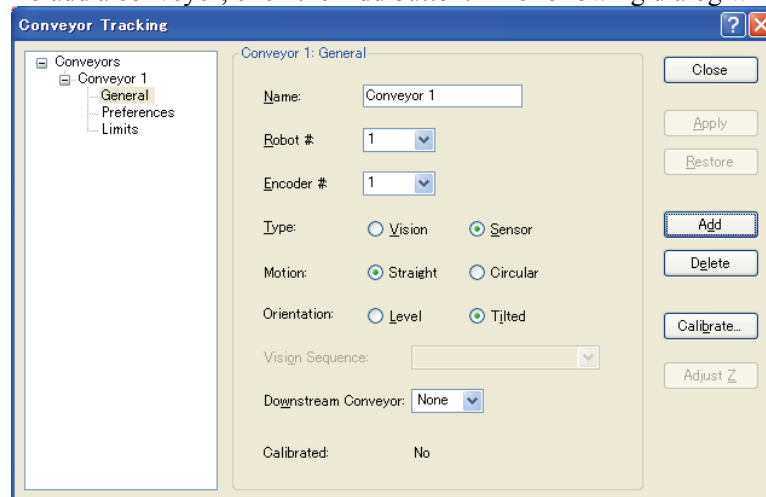 Conveyor Tracking
Conveyors
Conveyor 1
General
Preferences
Limits
Conveyor 1: General
Name: Conveyor 1
Robot # 1
Encoder # 1
Type: Vision Sensor
Motion: Straight Circular
Orientation: Level Tilted
Vision Sequence:
Downstream Conveyor: None
Calibrated: No
Close
Apply
Restore
Add
Delete
Calibrate...
Adjust Z